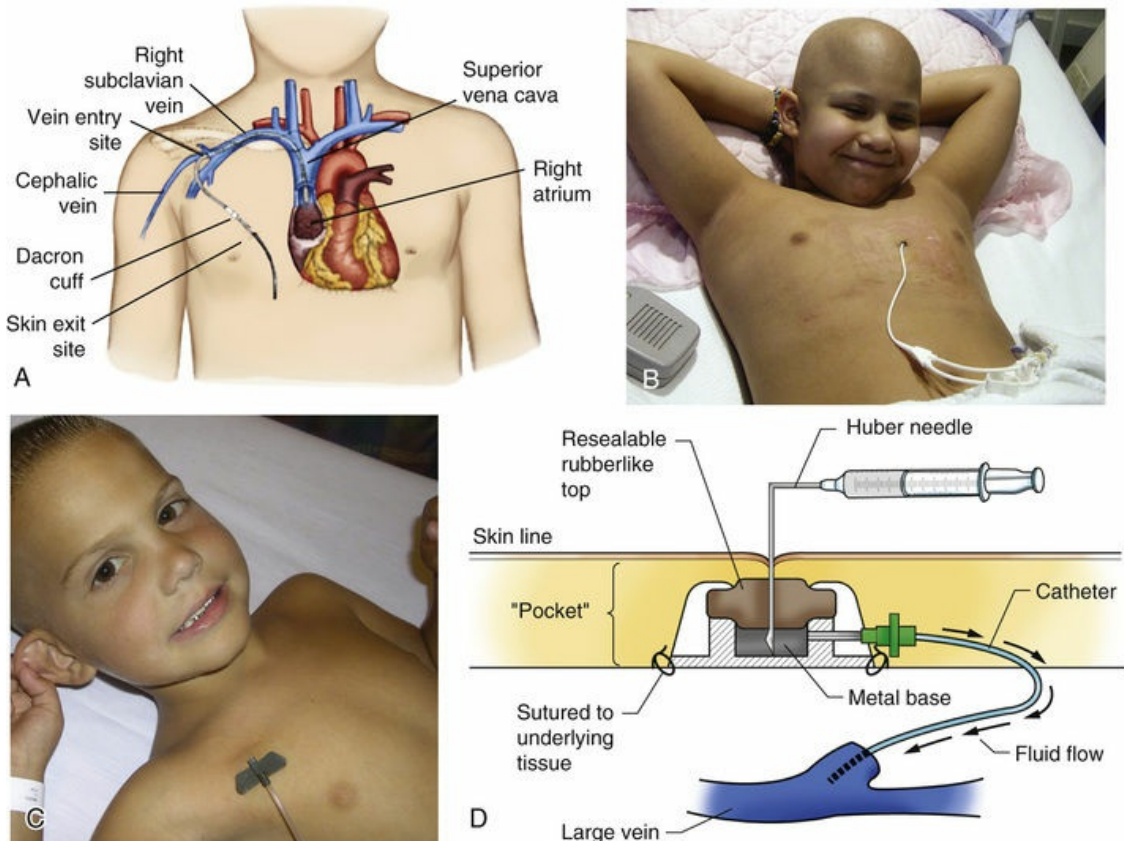 Right
subclavian
vein
Vein entry
site
Cephalic
vein
Dacron
cuff
Skin exit
site
Superior
vena cava
Right
atrium
A
B
C
Resealable
rubberlike
top
Huber needle
Skin line
"Pocket"
Catheter
Metal base
Sutured to
underlying
tissue
Fluid flow
Large vein
D